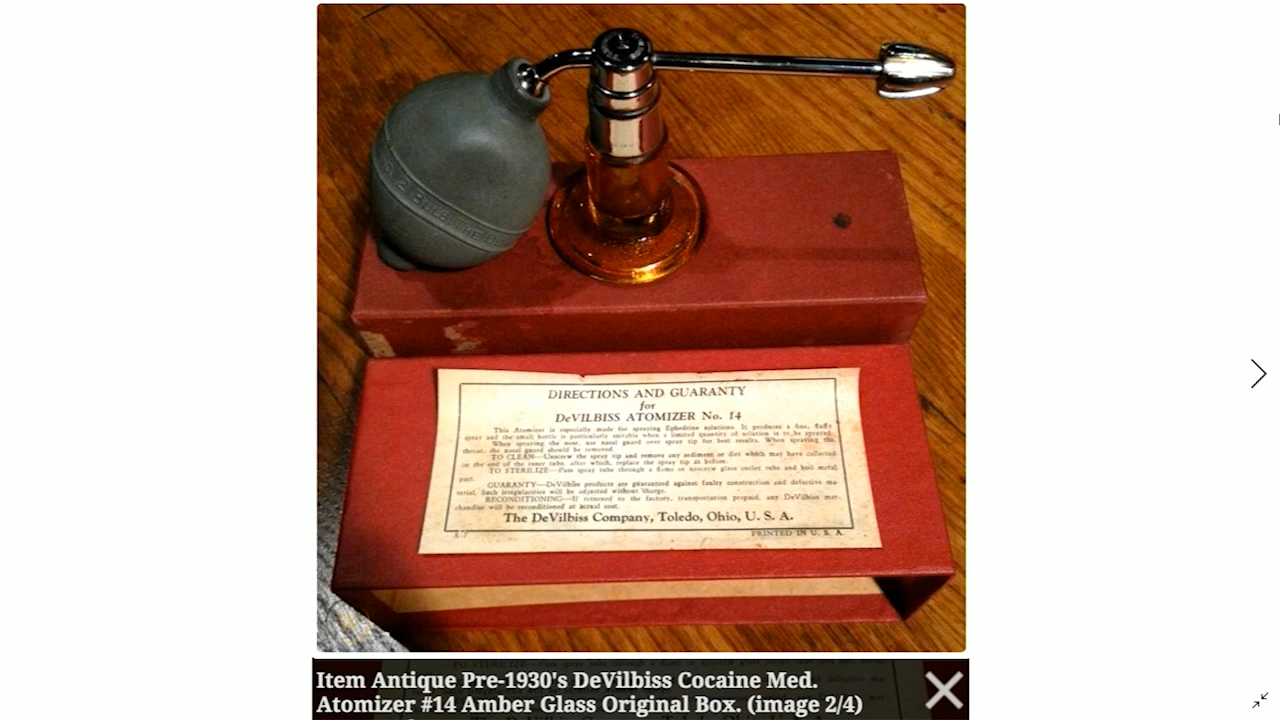 2 BULB. THE DE
DIRECTIONS AND GUARANTY
for
DeVILBISS ATOMIZER No. 14
This Atomizer is especially made for spraying Ephedrine solutions. It produces a fine, fluffy
spray and the small bottle is particularly suitable when a limited quantity of solution is to be sprayed.
When spraying the nose, use nasal guard over spray tip for best results. When spraying the
throat, the nasal guard should be removed.
TO CLEAN—Unscrew the spray tip and remove any sediment or dirt which may have collected
in the end of the inner tube, after which, replace the spray tip as before.
TO STERILIZE—Pass spray tube through a flame or unscrew glass outlet tube and boil metal
part.
GUARANTY—DeVilbiss products are guaranteed against faulty construction and defective ma-
terial. Such irregularities will be adjusted without charge.
RECONDITIONING—If returned to the factory, transportation prepaid, any DeVilbiss mer-
chandise will be reconditioned at actual cost.
The DeVilbiss Company, Toledo, Ohio, U. S. A.
PRINTED IN U. S. A.
Item Antique Pre-1930's DeVilbiss Cocaine Med.
Atomizer #14 Amber Glass Original Box. (image 2/4)